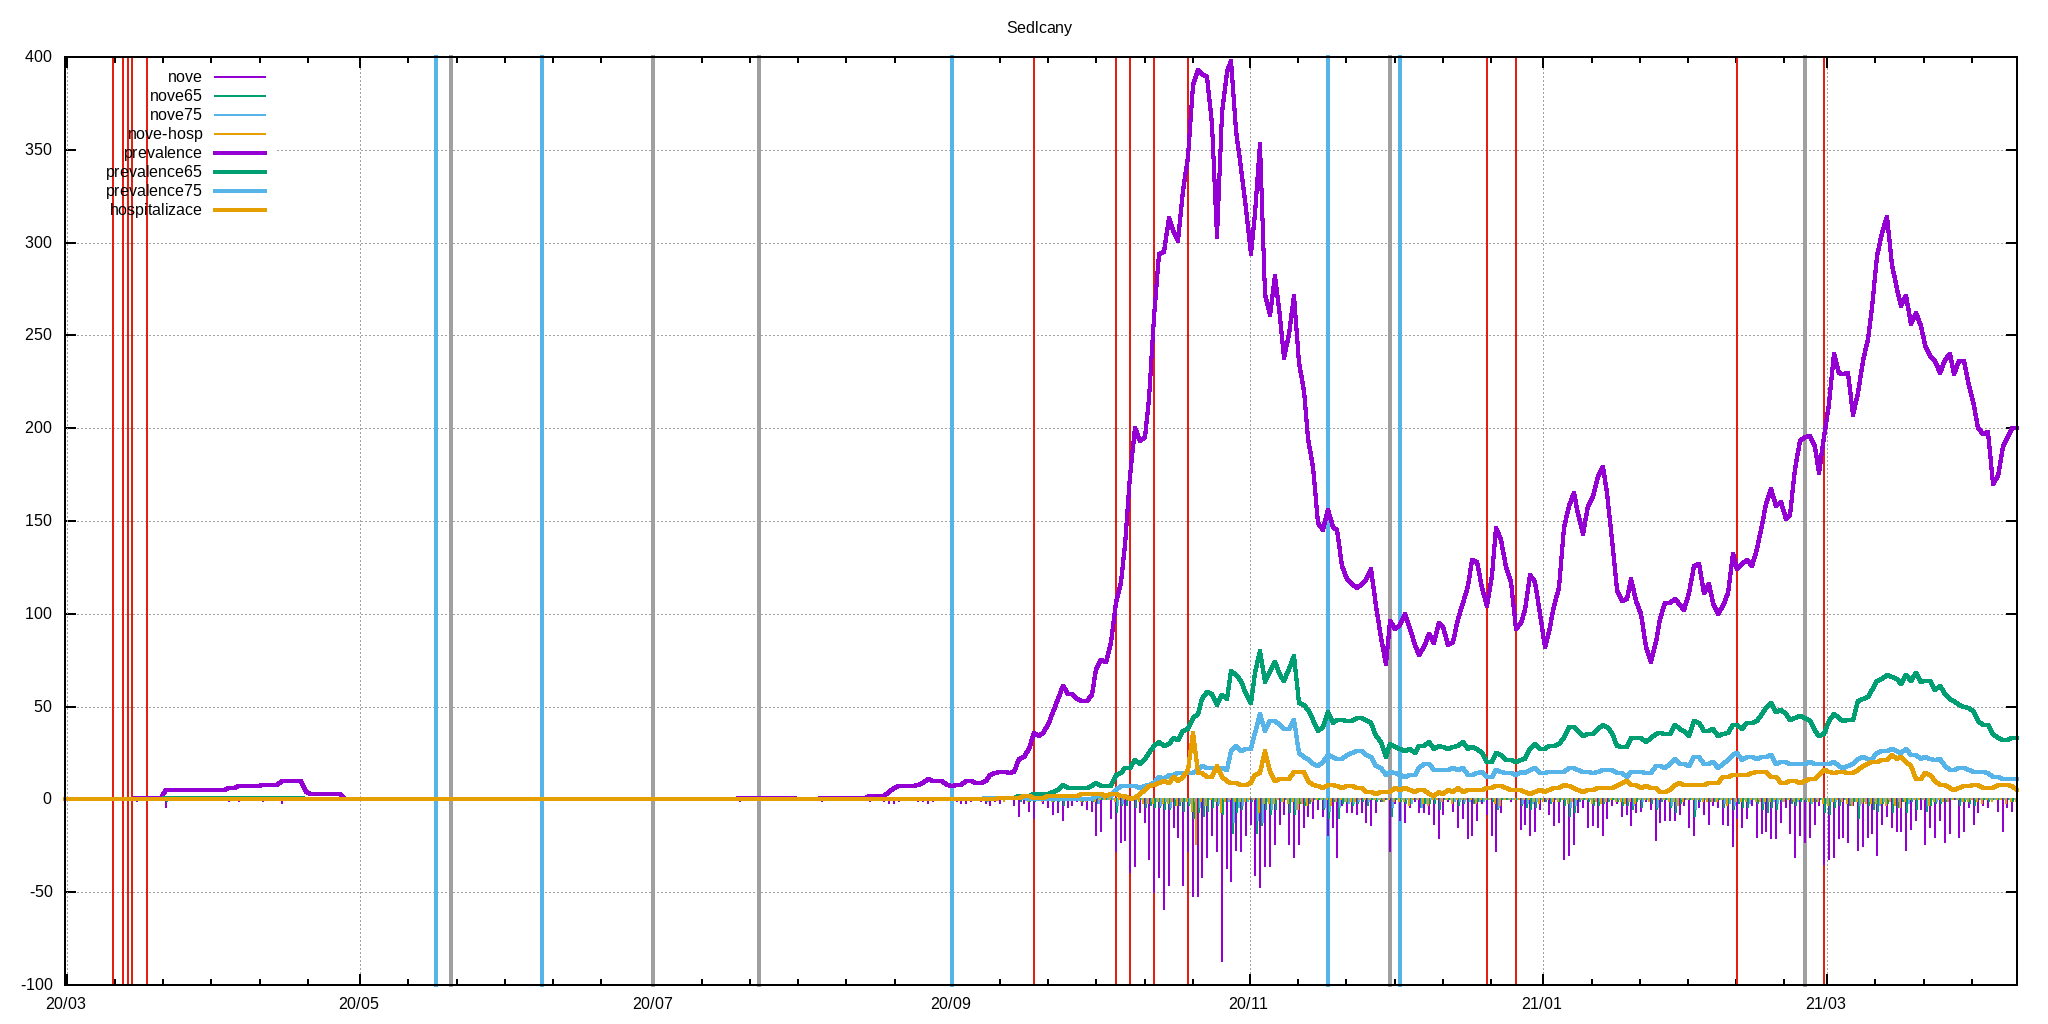 Sedlcany
400
350
300
250
200
150
100
50
0
-50
-100
nove
nove65
nove75
nove-hosp
prevalence
prevalence65
prevalence75
hospitalizace
20/03 20/05 20/07 20/09 20/11 21/01 21/03